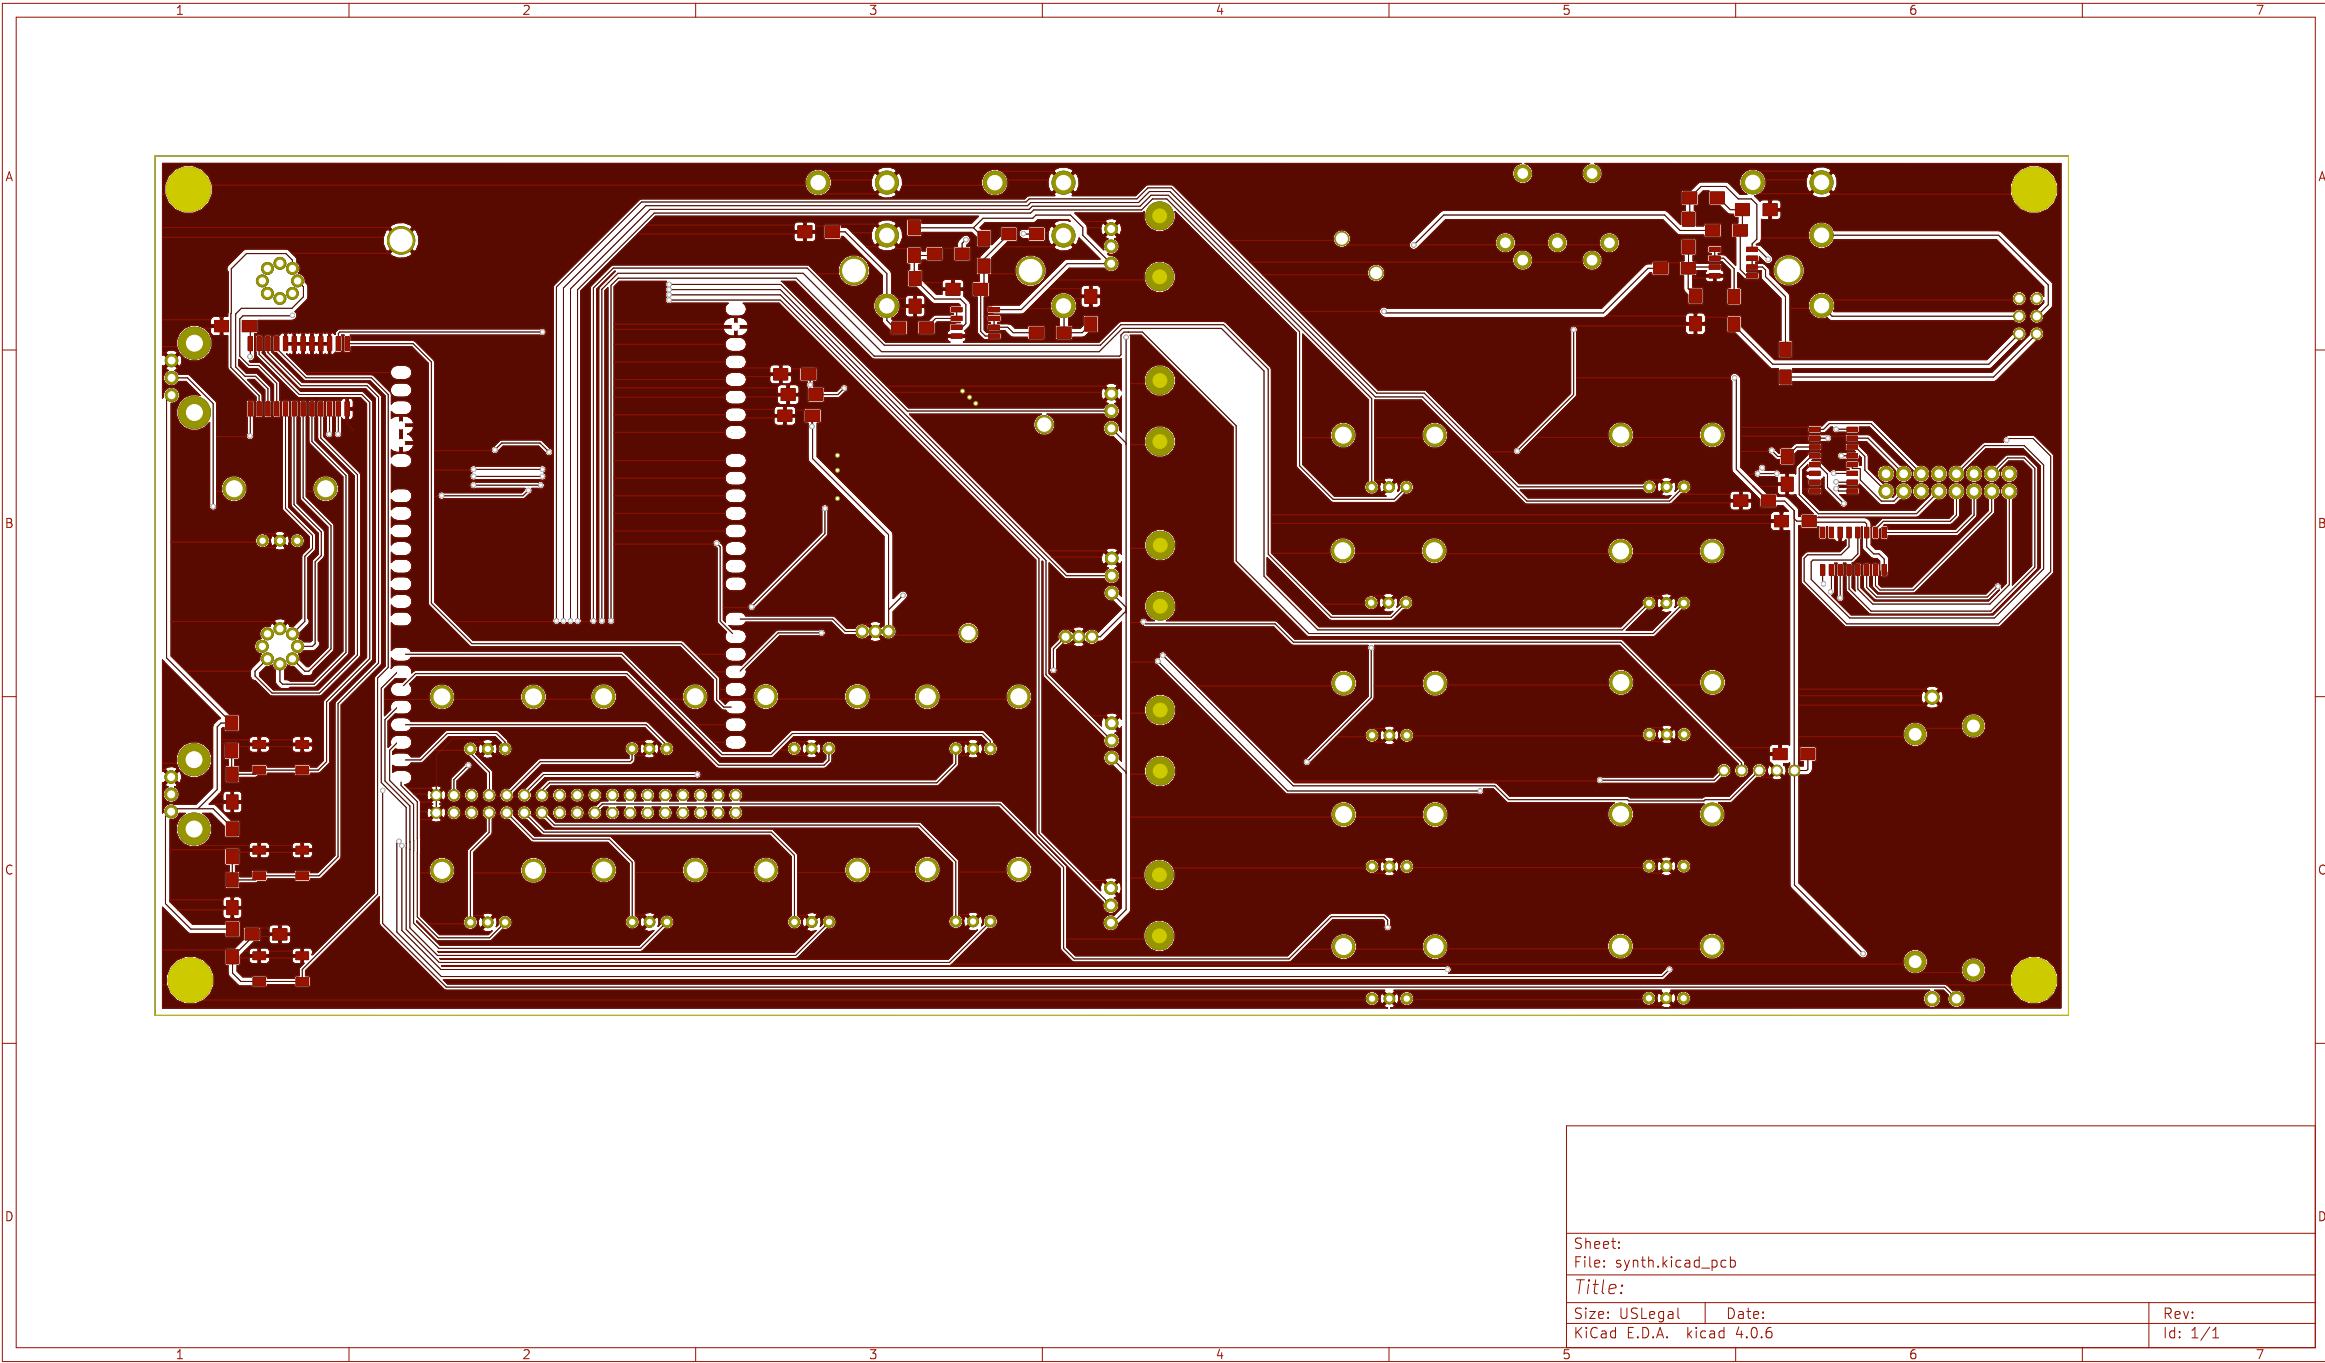 1 2 3 4 5 6 7
A A
B B
C C
D D
Sheet:
File: synth.kicad_pcb
Title:
Size: USLegal Date: Rev:
KiCad E.D.A. kicad 4.0.6 Id: 1/1
1 2 3 4 5 6 7